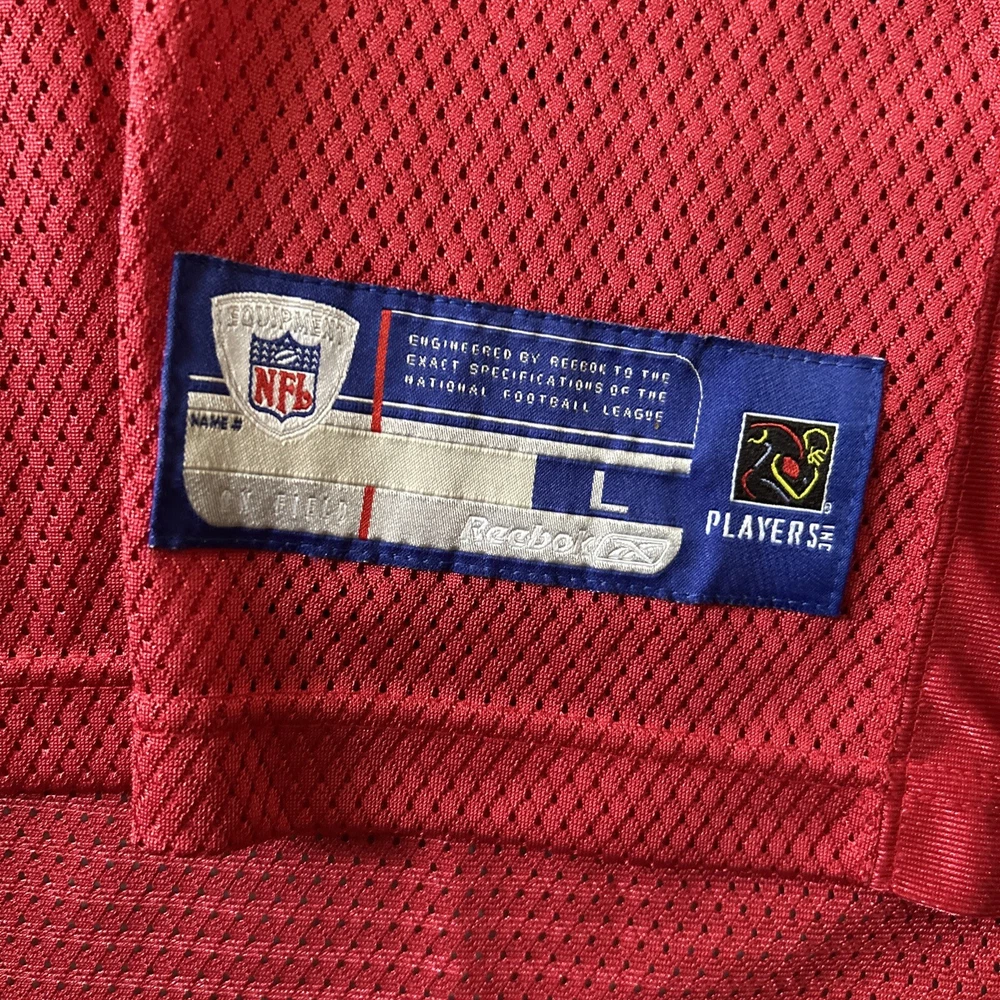 EQUIPMENT
NFL
ENGINEERED BY REEBOK TO THE
EXACT SPECIFICATIONS OF THE
NATIONAL FOOTBALL LEAGUE
NAME #
L
ON FIELD
Reebok
PLAYERS INC ®